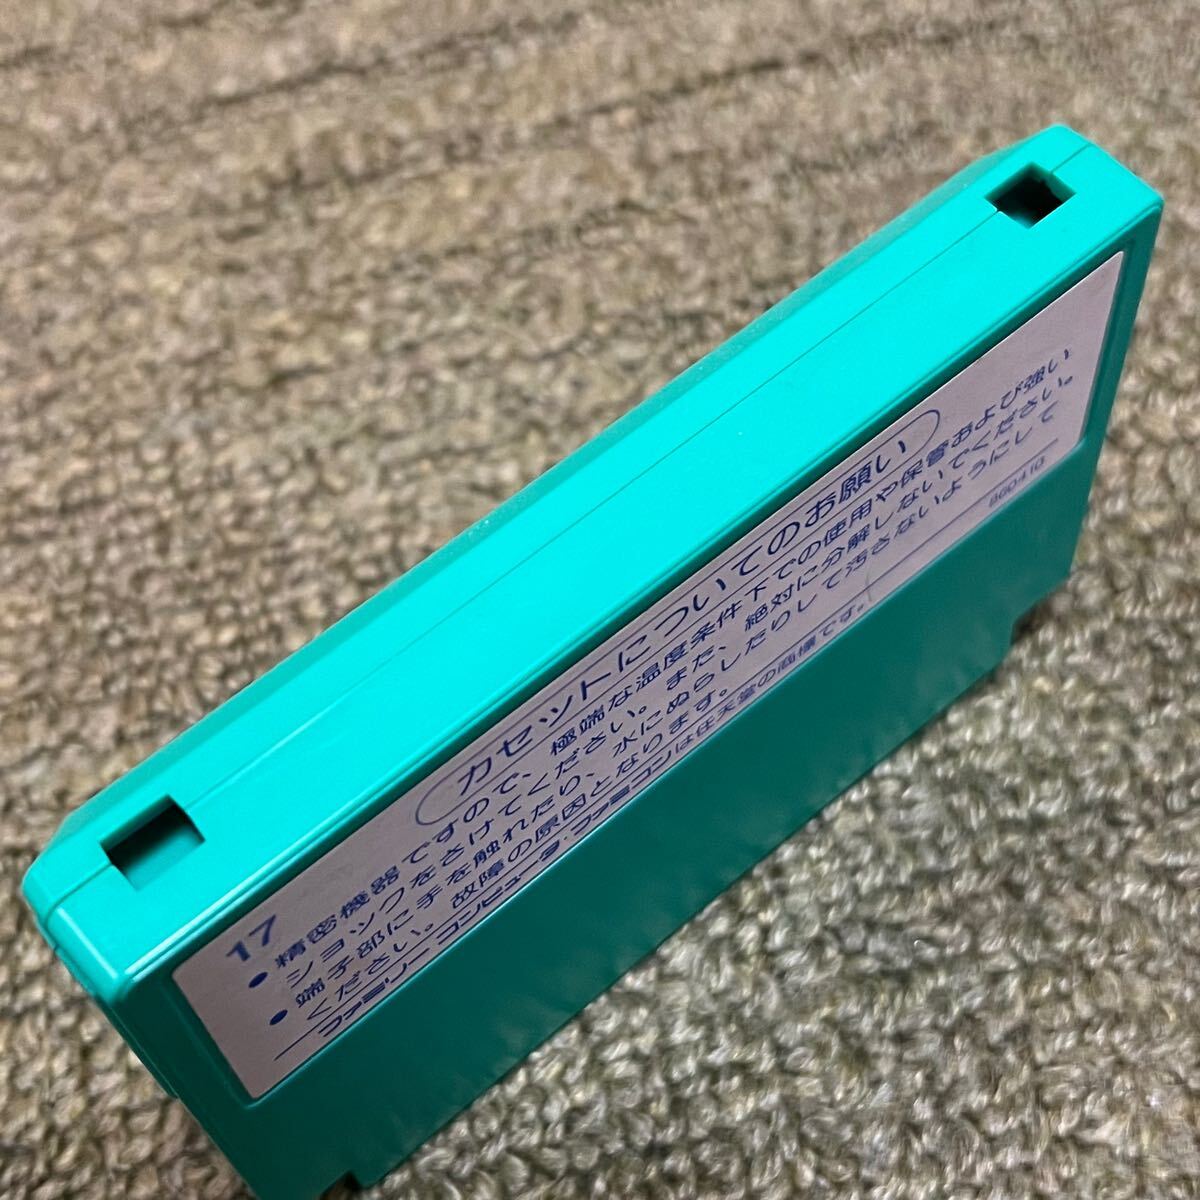 カセットについてのお願い
17
●精密機器ですので、極端な温度条件下での使用や保管および強い
ショックをさけてください。また、絶対に分解しないでください。
●端子部に手を触れたり、水にぬらしたりして汚さないようにして
ください。故障の原因となります。
860410
ファミリーコンピュータ・ファミコンは任天堂の商標です。